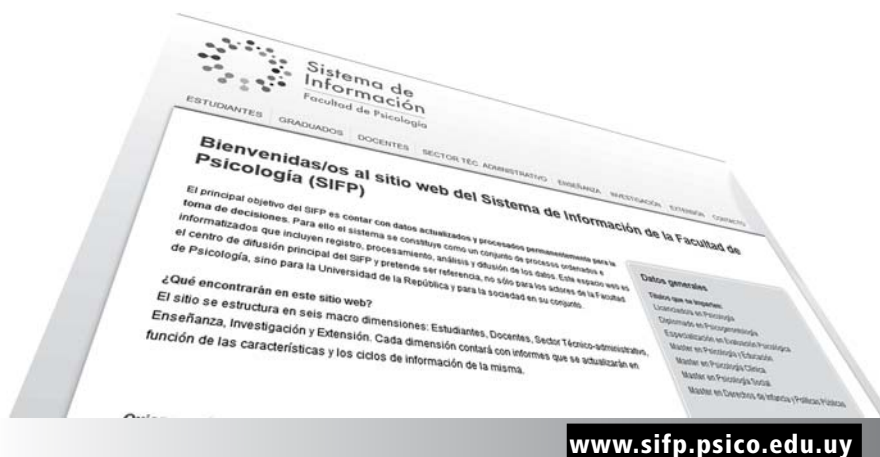 Sistema de
Información
Facultad de Psicología
ESTUDIANTES GRADUADOS DOCENTES SECTOR TÉC. ADMINISTRATIVO ENSEÑANZA INVESTIGACIÓN EXTENSIÓN CONTACTO
Bienvenidas/os al sitio web del Sistema de Información de la Facultad de
Psicología (SIFP)
El principal objetivo del SIFP es contar con datos actualizados y procesados permanentemente para la
toma de decisiones. Para ello el sistema se constituye como un conjunto de procesos ordenados e
informatizados que incluyen registro, procesamiento, análisis y difusión de los datos. Este espacio web es
el centro de difusión principal del SIFP y pretende ser referencia, no sólo para los actores de la Facultad
de Psicología, sino para la Universidad de la República y para la sociedad en su conjunto.
¿Qué encontrarán en este sitio web?
El sitio se estructura en seis macro dimensiones: Estudiantes, Docentes, Sector Técnico-administrativo,
Enseñanza, Investigación y Extensión. Cada dimensión contará con informes que se actualizarán en
función de las características y los ciclos de información de la misma.
Datos generales
Títulos que se imparten:
Licenciado/a en Psicología
Diplomado en Psicogerontología
Especialización en Evaluación Psicológica
Master en Psicología y Educación
Master en Psicología Clínica
Master en Psicología Social
Master en Derechos de Infancia y Políticas Públicas
www.sifp.psico.edu.uy